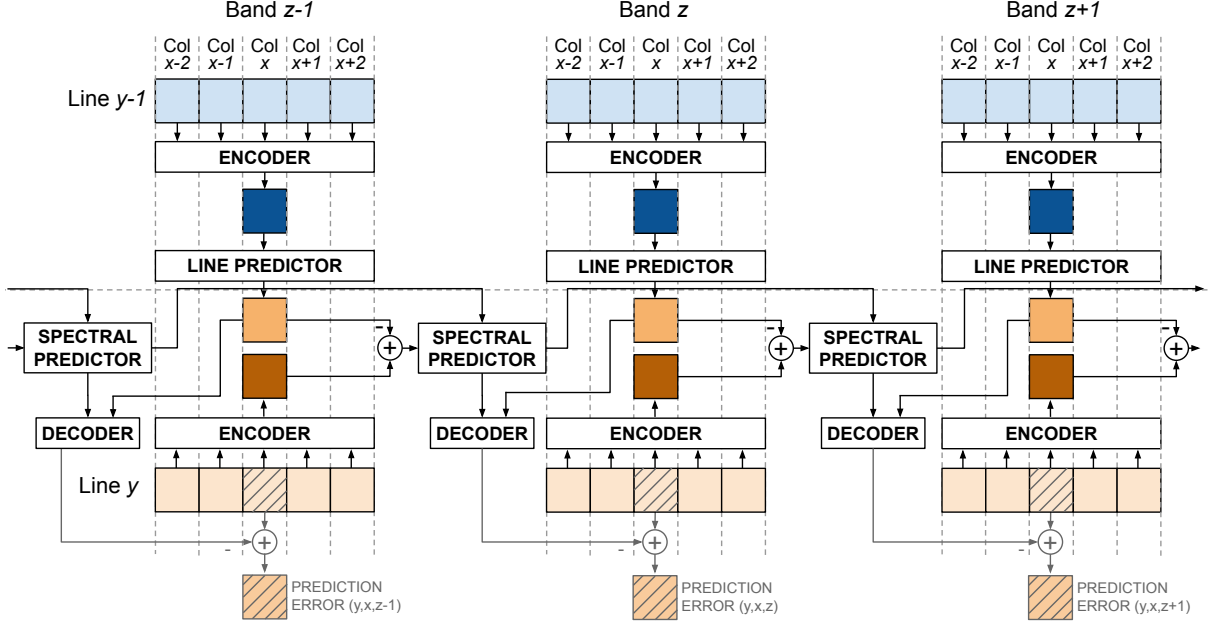 Band z-1 Band z Band z+1
Col Col Col Col Col Col Col Col Col Col Col Col Col Col Col
x-2 x-1 x x+1 x+2 x-2 x-1 x x+1 x+2 x-2 x-1 x x+1 x+2
Line y-1
ENCODER ENCODER ENCODER
LINE PREDICTOR LINE PREDICTOR LINE PREDICTOR
SPECTRAL - SPECTRAL - SPECTRAL -
PREDICTOR + PREDICTOR + PREDICTOR +
DECODER ENCODER DECODER ENCODER DECODER ENCODER
Line y
- + - + - +
PREDICTION PREDICTION PREDICTION
ERROR (y,x,z-1) ERROR (y,x,z) ERROR (y,x,z+1)